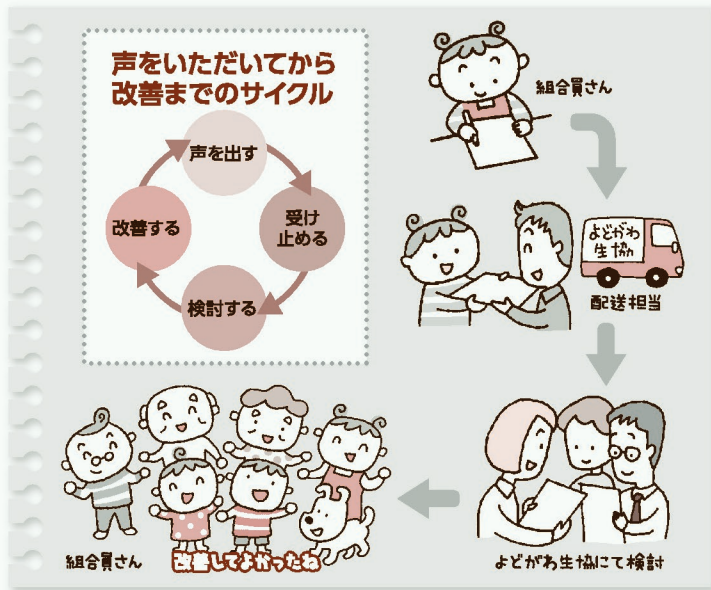 声をいただいてから
改善までのサイクル
声を出す
受け
止める
検討する
改善する
組合員さん
よどがわ
生協
配送担当
よどがわ生協にて検討
組合員さん
改善してよかったね